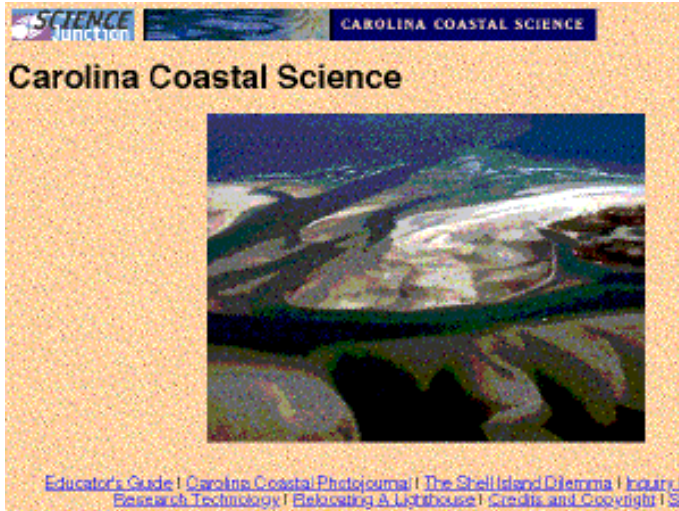 SCIENCE
Junction
CAROLINA COASTAL SCIENCE
Carolina Coastal Science
Educator's Guide | Carolina Coastal Photojournal | The Shell Island Dilemma | Inquiry
Research Technology | Relocating A Lighthouse | Credits and Copyright | S